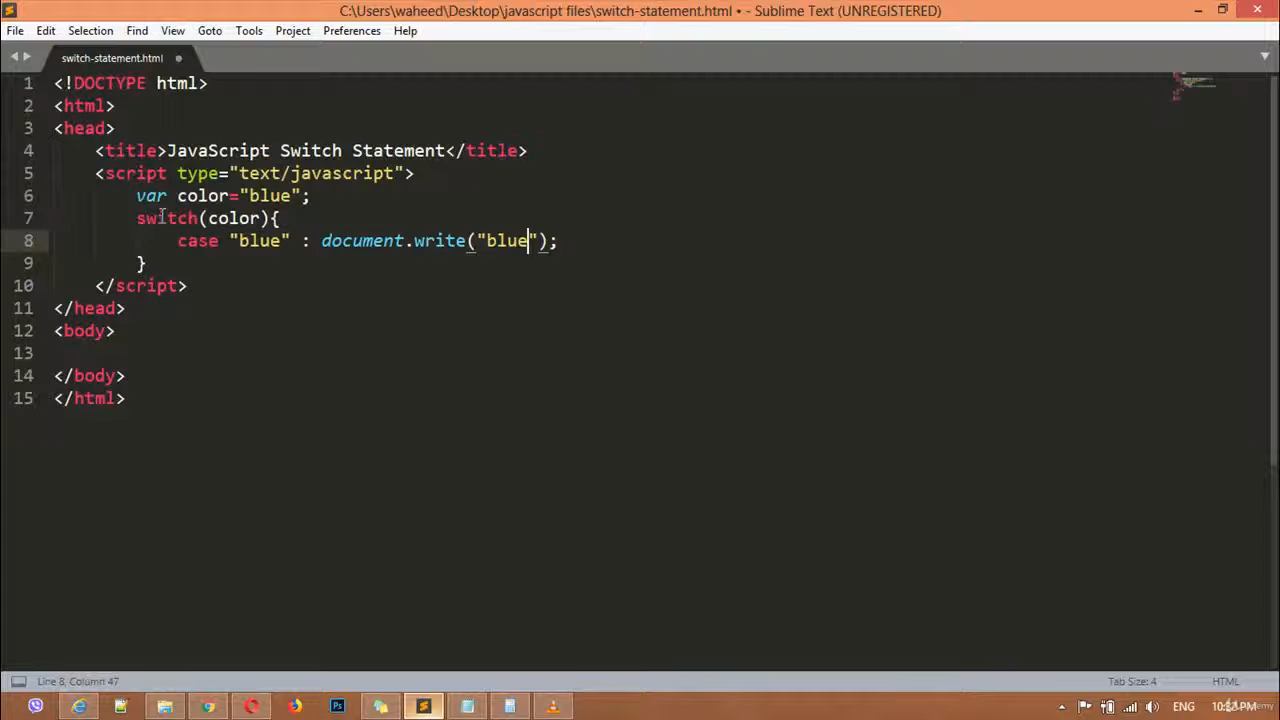 C:\Users\waheed\Desktop\javascript files\switch-statement.html • - Sublime Text (UNREGISTERED)
File Edit Selection Find View Goto Tools Project Preferences Help
switch-statement.html
1 <!DOCTYPE html>
2 <html>
3 <head>
4 <title>JavaScript Switch Statement</title>
5 <script type="text/javascript">
6 var color="blue";
7 switch(color){
8 case "blue" : document.write("blue");
9 }
10 </script>
11 </head>
12 <body>
13
14 </body>
15 </html>
Line 8, Column 47
Tab Size: 4
HTML
Ps
ENG